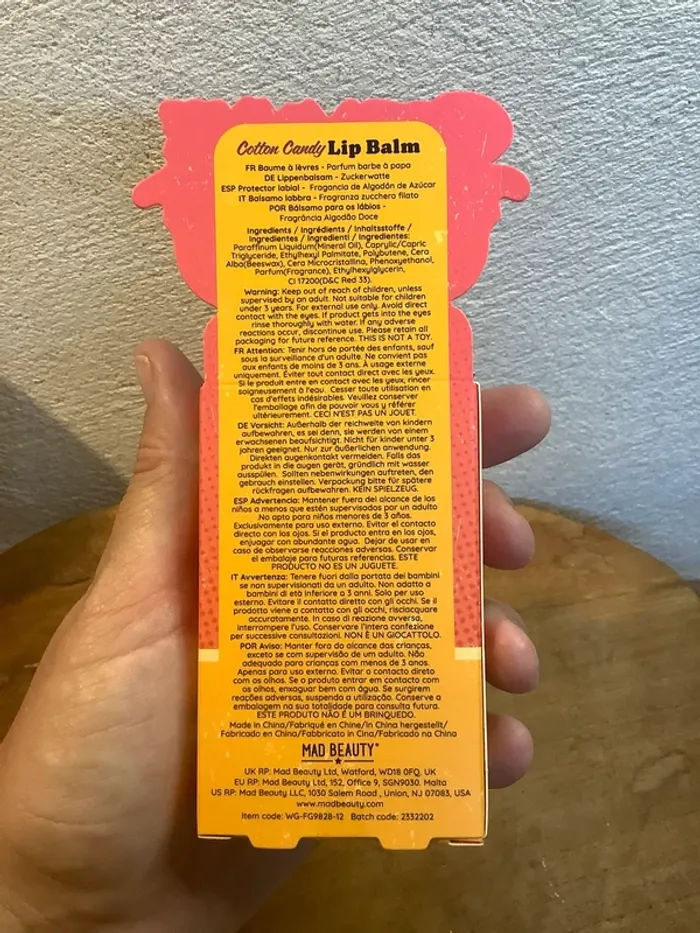 Cotton Candy Lip Balm
FR Baume à lèvres - Parfum barbe à papa
DE Lippenbalsam - Zuckerwatte
ESP Protector labial - Fragancia de Algodón de Azúcar
IT Balsamo labbra - Fragranza zucchero filato
POR Bálsamo para os lábios -
Fragrância Algodão Doce
Ingredients / Ingrédients / Inhaltsstoffe /
Ingredientes / Ingredienti / Ingredientes:
Paraffinum Liquidum(Mineral Oil), Caprylic/Capric
Triglyceride, Ethylhexyl Palmitate, Polybutene, Cera
Alba(Beeswax), Cera Microcristallina, Phenoxyethanol,
Parfum(Fragrance), Ethylhexylglycerin,
CI 17200(D&C Red 33).
Warning: Keep out of reach of children, unless
supervised by an adult. Not suitable for children
under 3 years. For external use only. Avoid direct
contact with the eyes. If product gets into the eyes
rinse thoroughly with water. If any adverse
reactions occur, discontinue use. Please retain all
packaging for future reference. THIS IS NOT A TOY.
FR Attention: Tenir hors de portée des enfants, sauf
sous la surveillance d'un adulte. Ne convient pas
aux enfants de moins de 3 ans. À usage externe
uniquement. Éviter tout contact direct avec les yeux.
Si le produit entre en contact avec les yeux, rincer
soigneusement à l'eau. Cesser toute utilisation en
cas d'effets indésirables. Veuillez conserver
l'emballage afin de pouvoir vous y référer
ultérieurement. CECI N'EST PAS UN JOUET.
DE Vorsicht: Außerhalb der reichweite von kindern
aufbewahren, es sei denn, sie werden von einem
erwachsenen beaufsichtigt. Nicht für kinder unter 3
jahren geeignet. Nur zur äußerlichen anwendung.
Direkten augenkontakt vermeiden. Falls das
produkt in die augen gerät, gründlich mit wasser
ausspülen. Sollten nebenwirkungen auftreten, den
gebrauch einstellen. Verpackung bitte für spätere
rückfragen aufbewahren. KEIN SPIELZEUG.
ESP Advertencia: Mantener fuera del alcance de los
niños a menos que estén supervisados por un adulto
.No apto para niños menores de 3 años.
Exclusivamente para uso externo. Evitar el contacto
directo con los ojos. Si el producto entra en los ojos,
enjuagar con abundante agua. Dejar de usar en
caso de observarse reacciones adversas. Conservar
el embalaje para futuras referencias. ESTE
PRODUCTO NO ES UN JUGUETE.
IT Avvertenza: Tenere fuori dalla portata dei bambini
se non supervisionati da un adulto. Non adatto a
bambini di età inferiore a 3 anni. Solo per uso
esterno. Evitare il contatto diretto con gli occhi. Se il
prodotto viene a contatto con gli occhi, risciacquare
accuratamente. In caso di reazione avversa,
interrompere l'uso. Conservare l'intera confezione
per successive consultazioni. NON È UN GIOCATTOLO.
POR Aviso: Manter fora do alcance das crianças,
exceto se com supervisão de um adulto. Não
adequado para crianças com menos de 3 anos.
Apenas para uso externo. Evitar o contacto direto
com os olhos. Se o produto entrar em contacto com
os olhos, enxaguar bem com água. Se surgirem
reações adversas, suspenda a utilização. Conserve a
embalagem na sua totalidade para consulta futura.
ESTE PRODUTO NÃO É UM BRINQUEDO.
Made in China/Fabriqué en Chine/In China hergestellt/
Fabricado en China/Fabbricato in Cina/Fabricado na China
MAD BEAUTY®
UK RP: Mad Beauty Ltd, Watford, WD18 0FQ. UK
EU RP: Mad Beauty Ltd, 152, Office 9, SGN9030. Malta
US RP: Mad Beauty LLC, 1030 Salem Road , Union, NJ 07083, USA
www.madbeauty.com
Item code: WG-FG9828-12 Batch code: 2332202